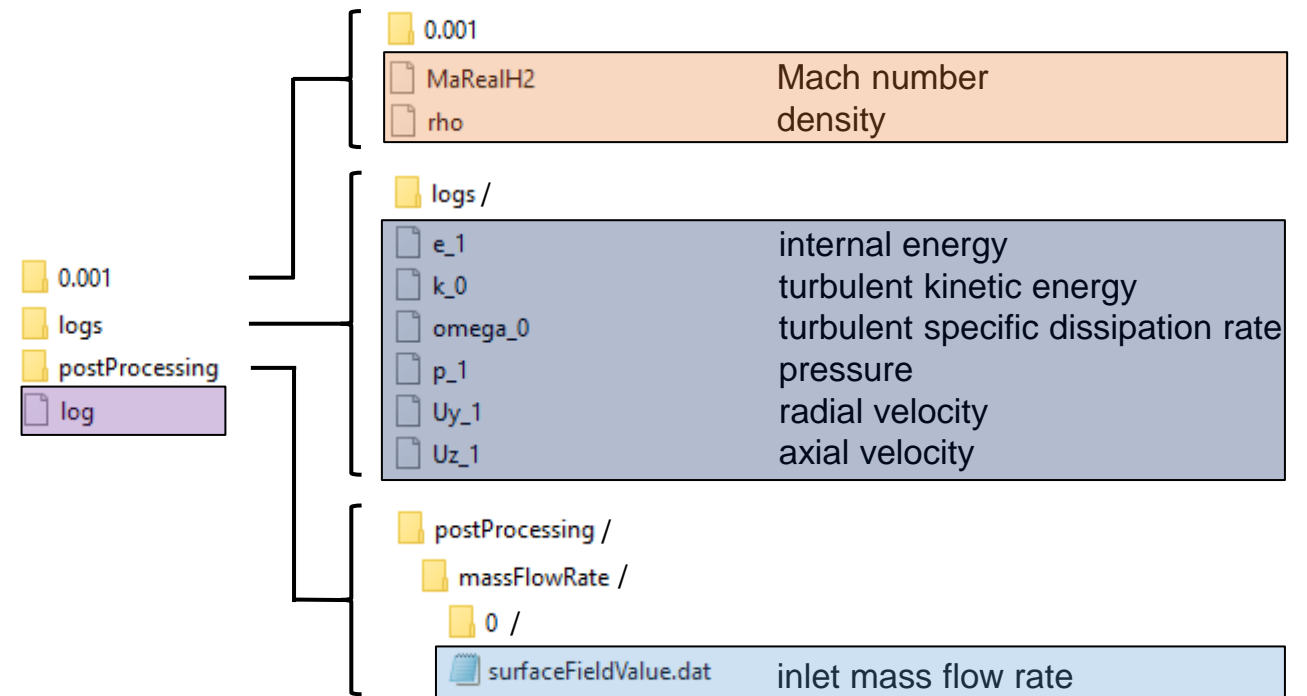 0.001
logs
postProcessing
log
0.001
MaRealH2 Mach number
rho density
logs /
e_1 internal energy
k_0 turbulent kinetic energy
omega_0 turbulent specific dissipation rate
p_1 pressure
Uy_1 radial velocity
Uz_1 axial velocity
postProcessing /
massFlowRate /
0 /
surfaceFieldValue.dat inlet mass flow rate